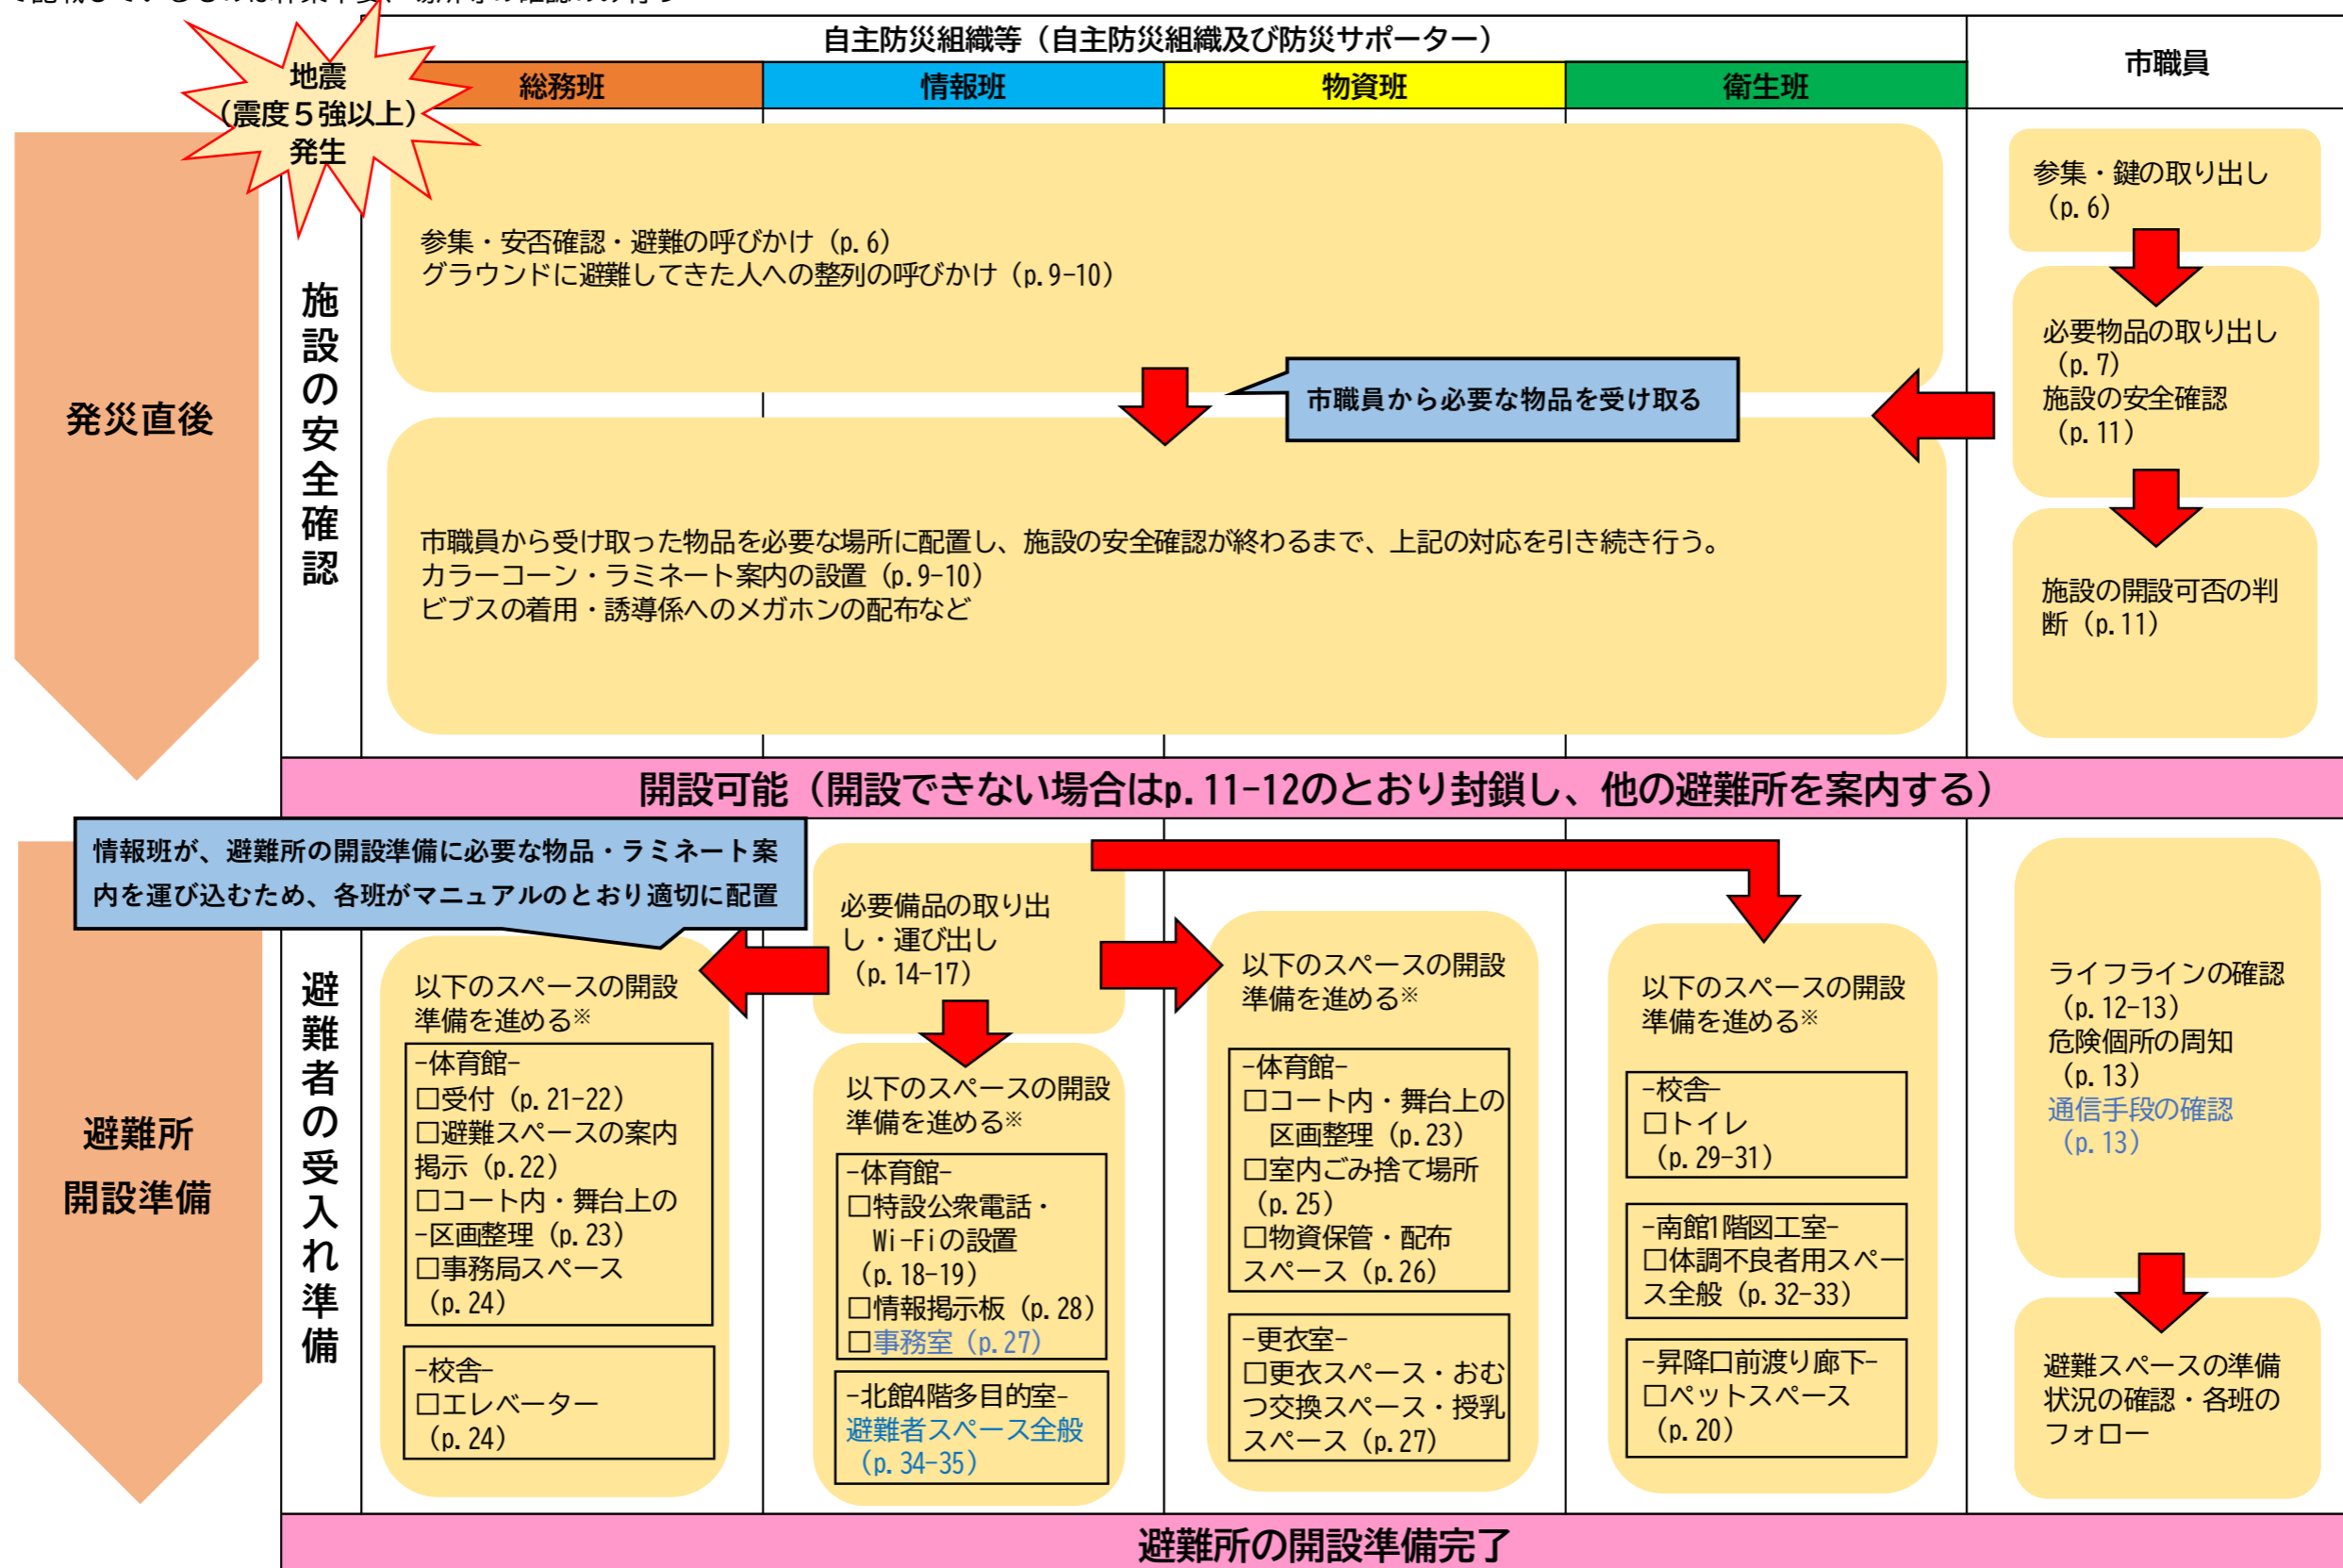 自主防災組織等（自主防災組織及び防災サポーター）
市職員
総務班
情報班
物資班
衛生班
地震
（震度５強以上）
発生
発災直後
施設の安全確認
参集・安否確認・避難の呼びかけ（p.6）
グラウンドに避難してきた人への整列の呼びかけ（p.9-10）
市職員から必要な物品を受け取る
市職員から受け取った物品を必要な場所に配置し、施設の安全確認が終わるまで、上記の対応を引き続き行う。
カラーコーン・ラミネート案内の設置（p.9-10）
ビブスの着用・誘導係へのメガホンの配布など
参集・鍵の取り出し
（p.6）
必要物品の取り出し
（p.7）
施設の安全確認
（p.11）
施設の開設可否の判
断（p.11）
開設可能（開設できない場合はp.11-12のとおり封鎖し、他の避難所を案内する）
避難所
開設準備
避難者の受入れ準備
情報班が、避難所の開設準備に必要な物品・ラミネート案
内を運び込むため、各班がマニュアルのとおり適切に配置
以下のスペースの開設
準備を進める※
-体育館-
□受付（p.21-22）
□避難スペースの案内
掲示（p.22）
□コート内・舞台上の
-区画整理（p.23）
□事務局スペース
（p.24）
-校舎-
□エレベーター
（p.24）
必要備品の取り出
し・運び出し
（p.14-17）
以下のスペースの開設
準備を進める※
-体育館-
□特設公衆電話・
Wi-Fiの設置
（p.18-19）
□情報掲示板（p.28）
□事務室（p.27）
-北館4階多目的室-
避難者スペース全般
（p.34-35）
以下のスペースの開設
準備を進める※
-体育館-
□コート内・舞台上の
区画整理（p.23）
□室内ごみ捨て場所
（p.25）
□物資保管・配布
スペース（p.26）
-更衣室-
□更衣スペース・おむ
つ交換スペース・授乳
スペース（p.27）
以下のスペースの開設
準備を進める※
-校舎-
□トイレ
（p.29-31）
-南館1階図工室-
□体調不良者用スペー
ス全般（p.32-33）
-昇降口前渡り廊下-
□ペットスペース
（p.20）
ライフラインの確認
（p.12-13）
危険個所の周知
（p.13）
通信手段の確認
（p.13）
避難スペースの準備
状況の確認・各班の
フォロー
避難所の開設準備完了